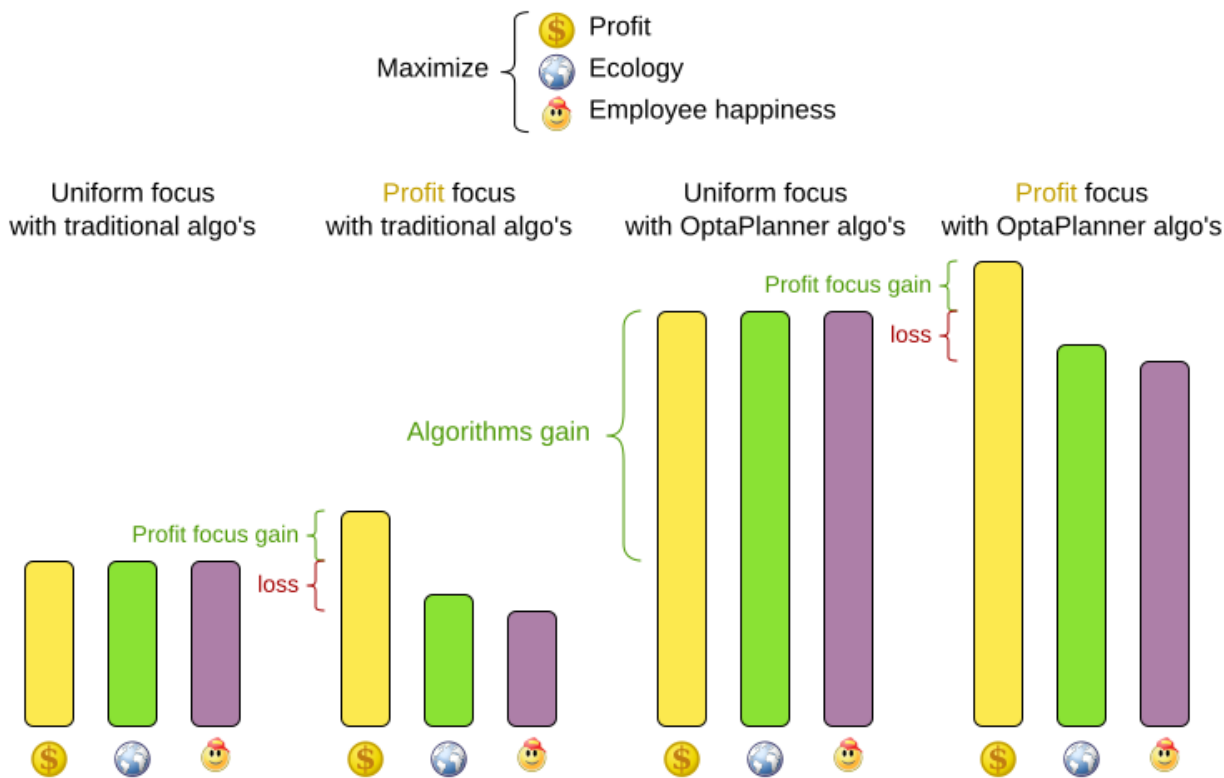 Maximize
Profit
Ecology
Employee happiness
Uniform focus
with traditional algo's
Profit focus
with traditional algo's
Uniform focus
with OptaPlanner algo's
Profit focus
with OptaPlanner algo's
Profit focus gain
loss
Algorithms gain
Profit focus gain
loss
$
$
$
$
$